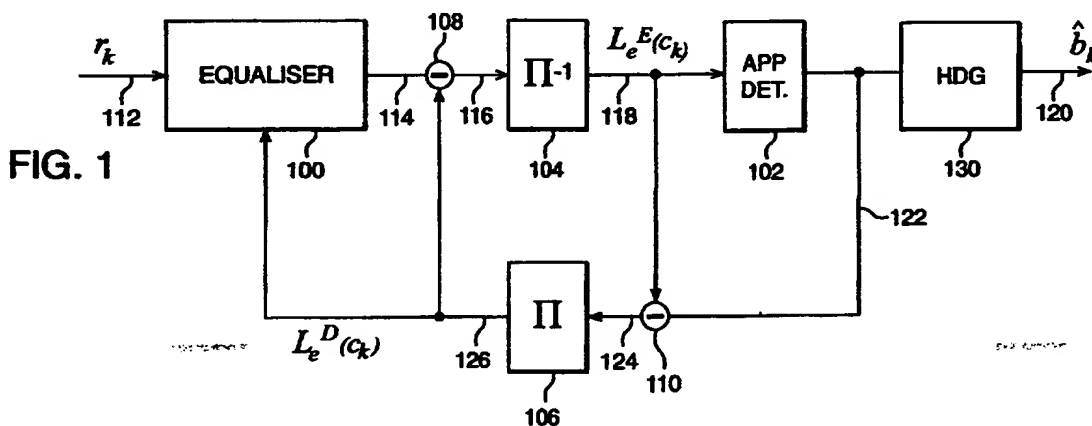 108
r_k
L_e^E(c_k)
b̂_k
EQUALISER
Π⁻¹
APP
DET.
HDG
112
114
116
118
120
FIG. 1
100
104
102
130
122
Π
L_e^D(c_k)
126
124
110
106